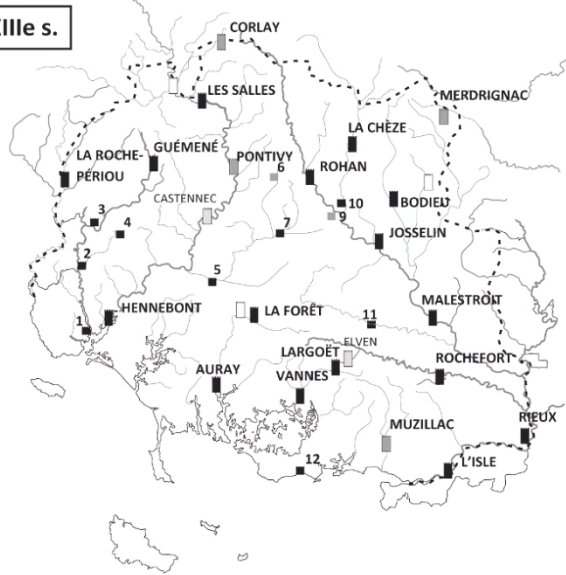 IIIe s.
CORLAY
LES SALLES
MERDRIGNAC
LA CHÈZE
LA ROCHE-
PÉRIOU
GUÉMENÉ
PONTIVY
6
ROHAN
CASTENNEC
10
9
BODIEU
3
4
7
JOSSELIN
2
5
HENNEBONT
1
LA FORÊT
11
MALESTROIT
ELVEN
LARGOËT
ROCHEFORT
AURAY
VANNES
MUZILLAC
RIEUX
12
L'ISLE